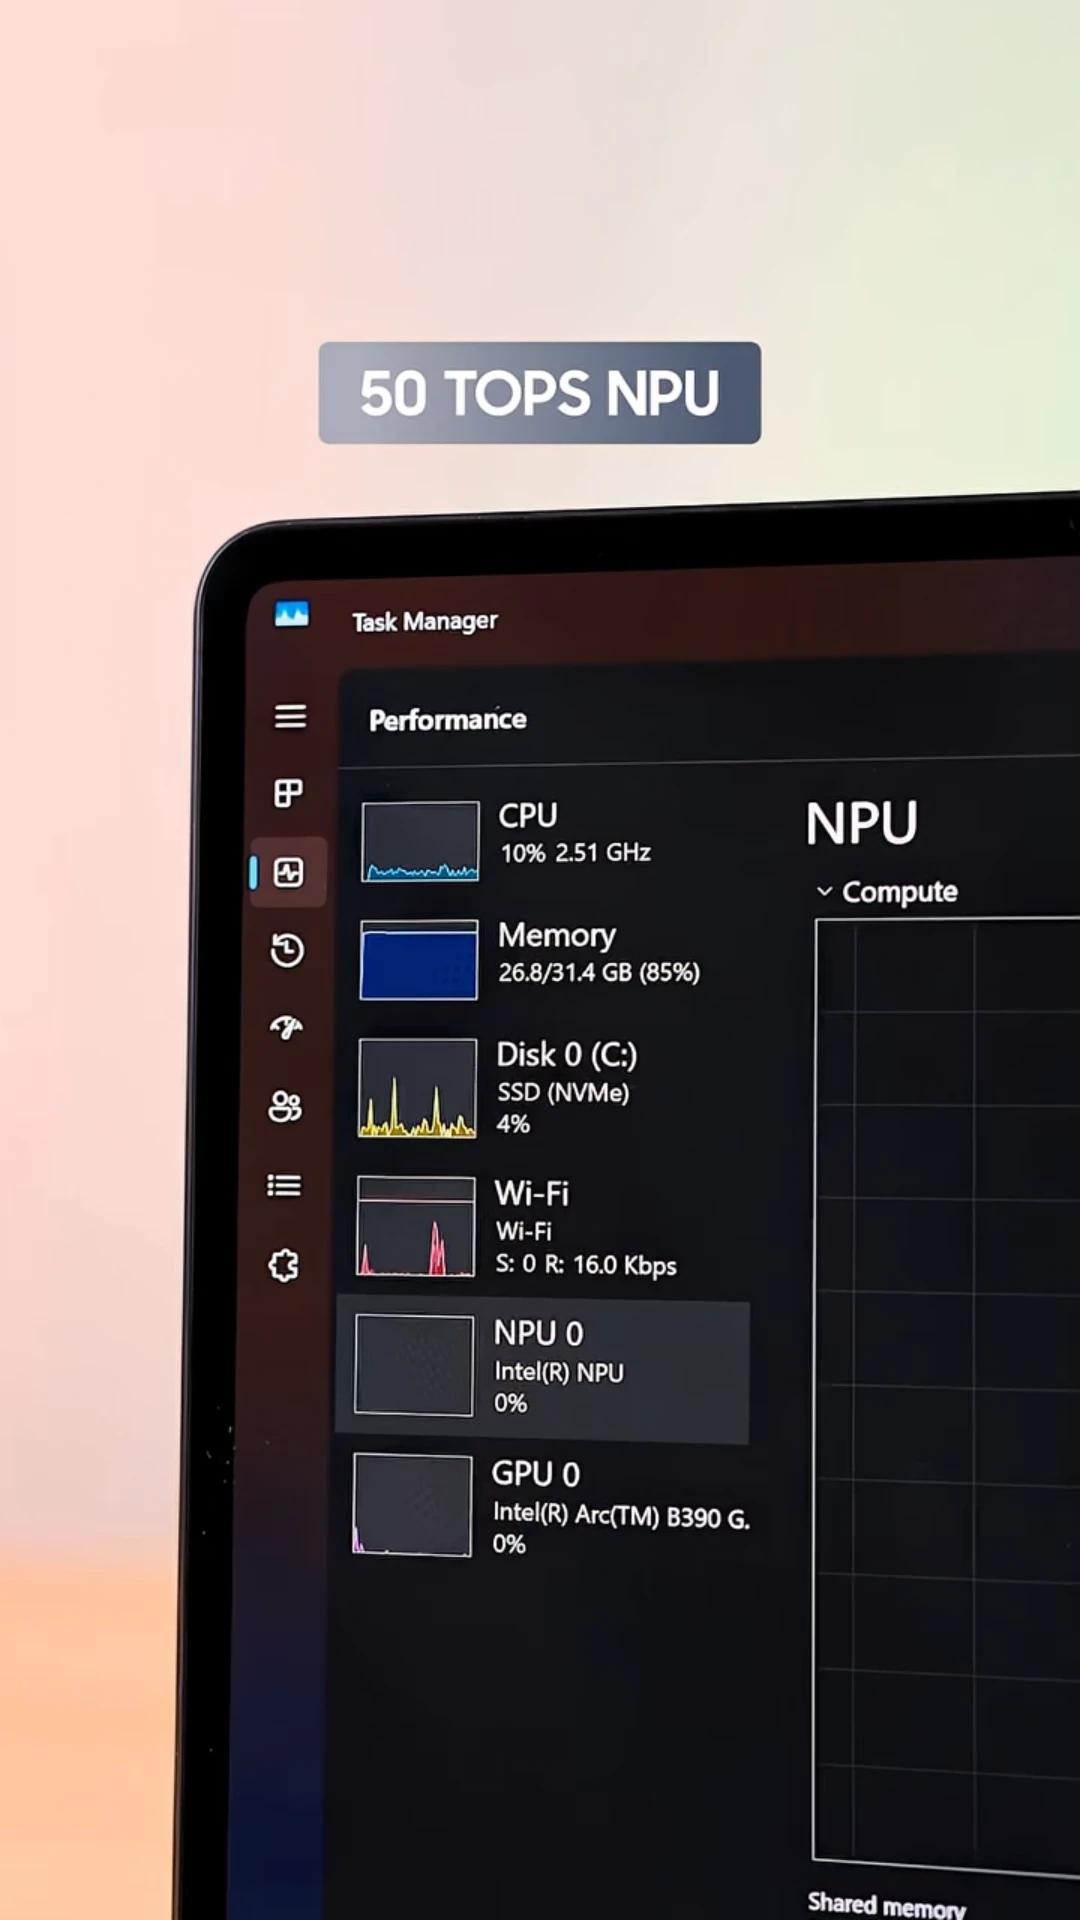 50 TOPS NPU
Task Manager
Performance
CPU
10% 2.51 GHz
Memory
26.8/31.4 GB (85%)
Disk 0 (C:)
SSD (NVMe)
4%
Wi-Fi
Wi-Fi
S: 0 R: 16.0 Kbps
NPU 0
Intel(R) NPU
0%
GPU 0
Intel(R) Arc(TM) B390 G.
0%
NPU
Compute
Shared memory